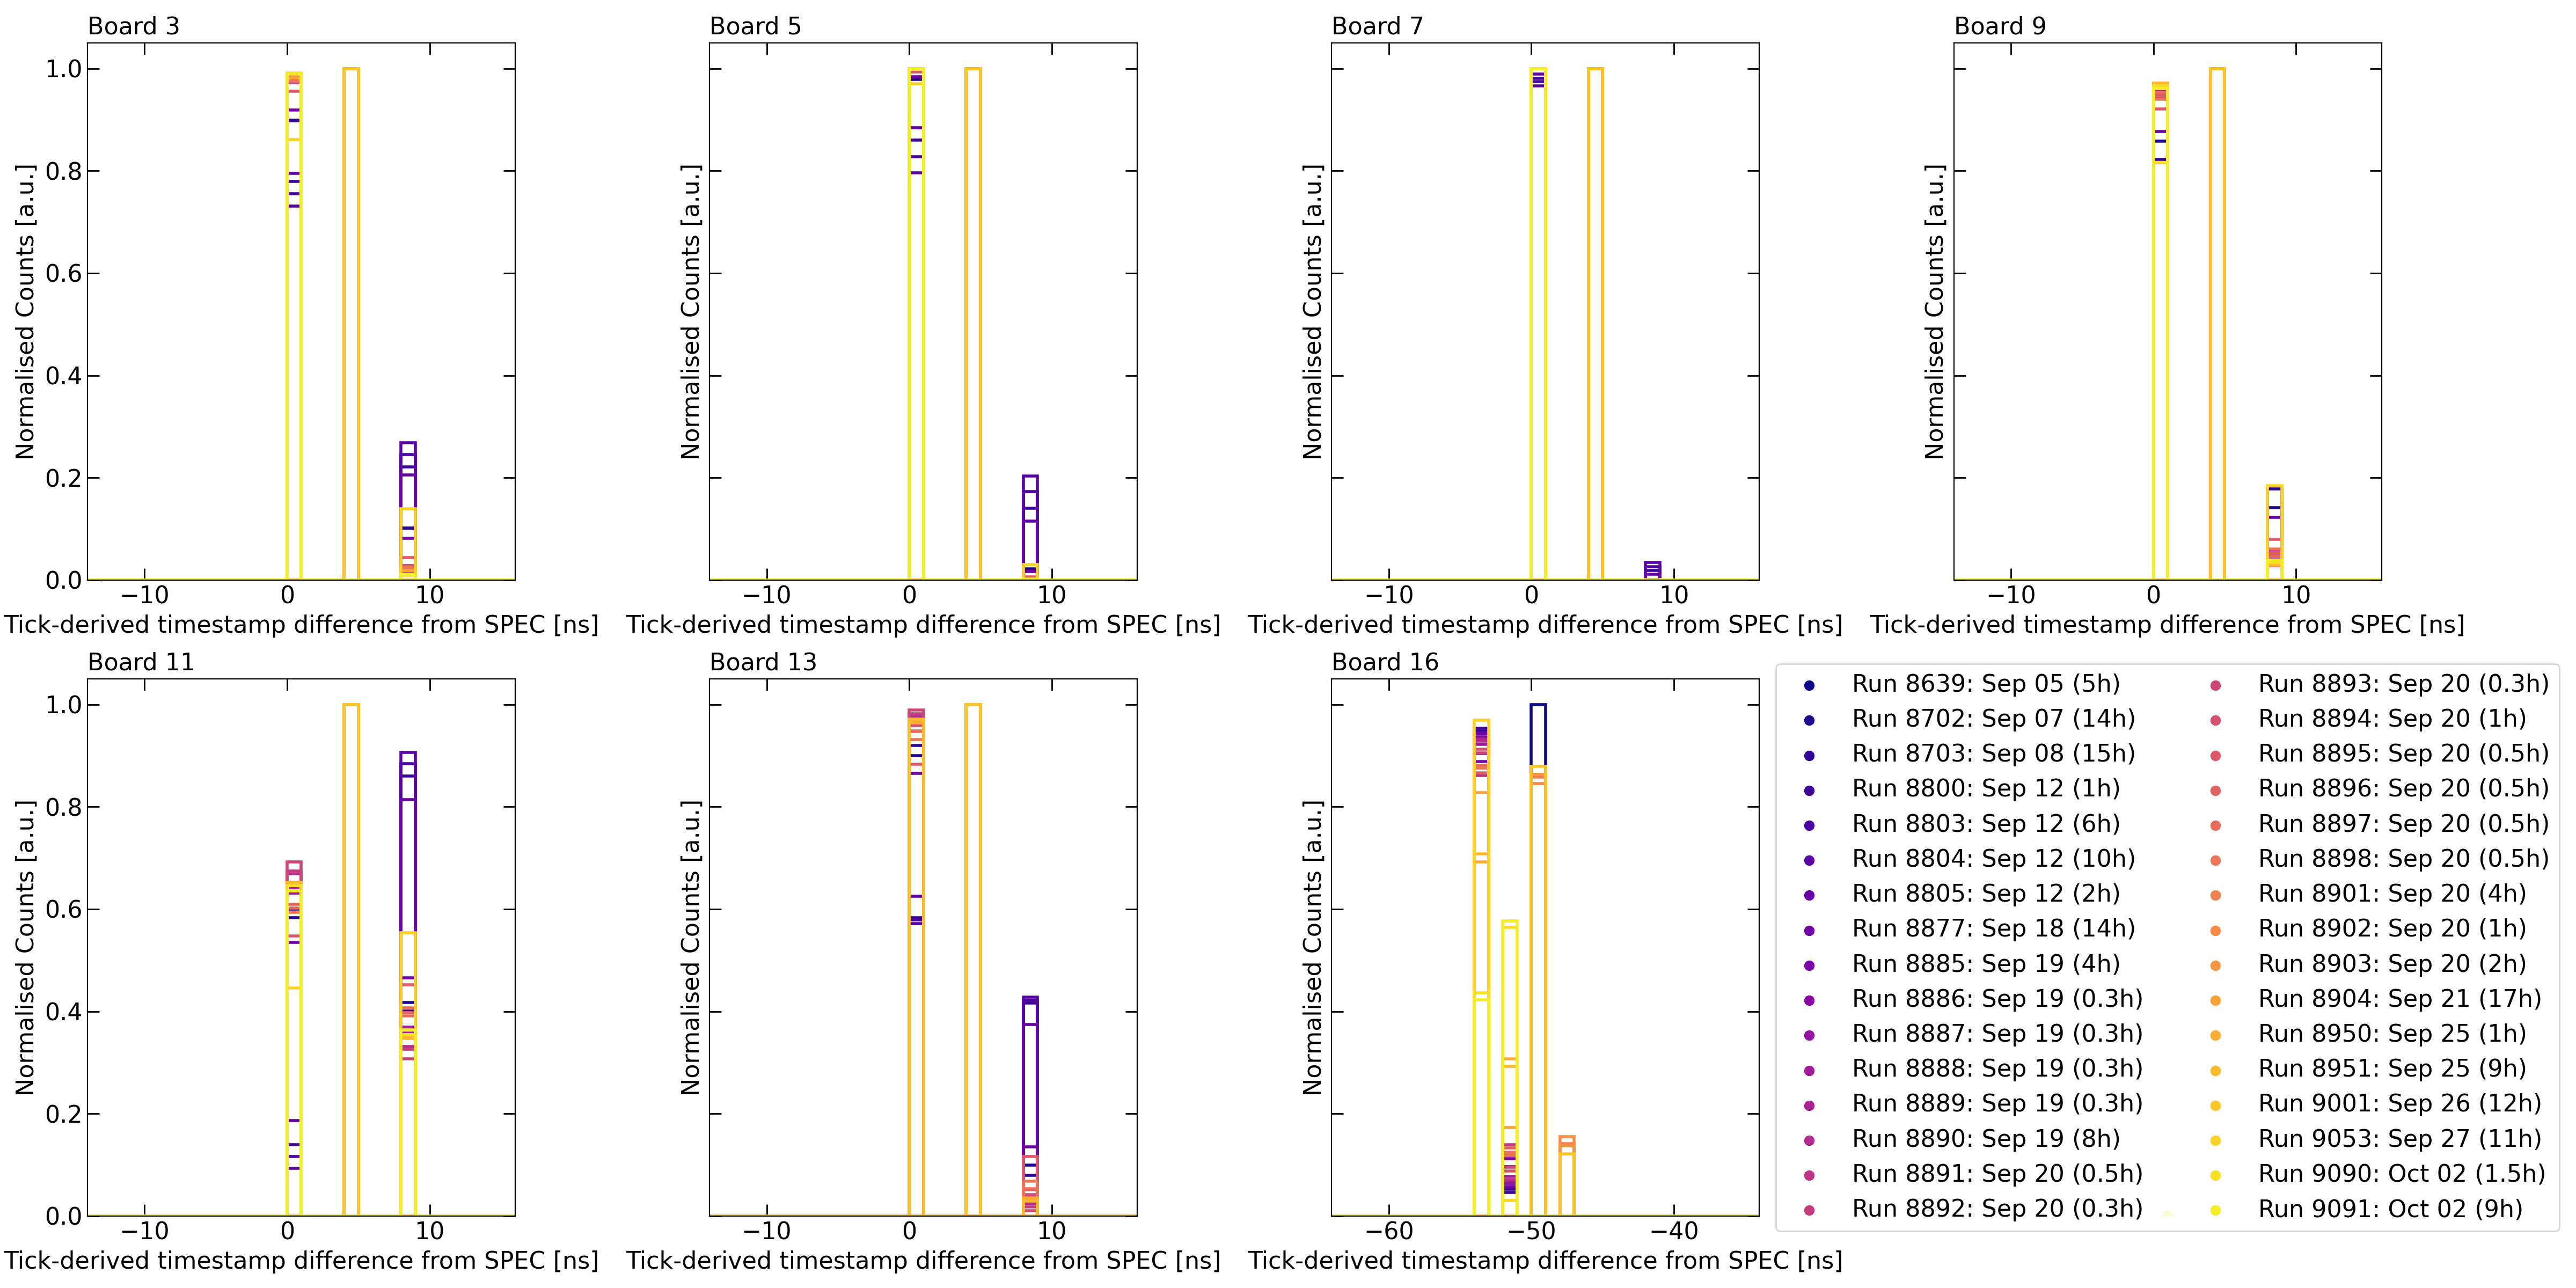 Board 3
Board 5
Board 7
Board 9
1.0
0.8
0.6
0.4
0.2
0.0
Normalised Counts [a.u.]
Normalised Counts [a.u.]
Normalised Counts [a.u.]
Normalised Counts [a.u.]
−10 0 10
−10 0 10
−10 0 10
−10 0 10
Tick-derived timestamp difference from SPEC [ns]
Tick-derived timestamp difference from SPEC [ns]
Tick-derived timestamp difference from SPEC [ns]
Tick-derived timestamp difference from SPEC [ns]
Board 11
Board 13
Board 16
1.0
0.8
0.6
0.4
0.2
0.0
Normalised Counts [a.u.]
Normalised Counts [a.u.]
Normalised Counts [a.u.]
−10 0 10
−10 0 10
−60 −50 −40
Tick-derived timestamp difference from SPEC [ns]
Tick-derived timestamp difference from SPEC [ns]
Tick-derived timestamp difference from SPEC [ns]
Run 8639: Sep 05 (5h)
Run 8702: Sep 07 (14h)
Run 8703: Sep 08 (15h)
Run 8800: Sep 12 (1h)
Run 8803: Sep 12 (6h)
Run 8804: Sep 12 (10h)
Run 8805: Sep 12 (2h)
Run 8877: Sep 18 (14h)
Run 8885: Sep 19 (4h)
Run 8886: Sep 19 (0.3h)
Run 8887: Sep 19 (0.3h)
Run 8888: Sep 19 (0.3h)
Run 8889: Sep 19 (0.3h)
Run 8890: Sep 19 (8h)
Run 8891: Sep 20 (0.5h)
Run 8892: Sep 20 (0.3h)
Run 8893: Sep 20 (0.3h)
Run 8894: Sep 20 (1h)
Run 8895: Sep 20 (0.5h)
Run 8896: Sep 20 (0.5h)
Run 8897: Sep 20 (0.5h)
Run 8898: Sep 20 (0.5h)
Run 8901: Sep 20 (4h)
Run 8902: Sep 20 (1h)
Run 8903: Sep 20 (2h)
Run 8904: Sep 21 (17h)
Run 8950: Sep 25 (1h)
Run 8951: Sep 25 (9h)
Run 9001: Sep 26 (12h)
Run 9053: Sep 27 (11h)
Run 9090: Oct 02 (1.5h)
Run 9091: Oct 02 (9h)